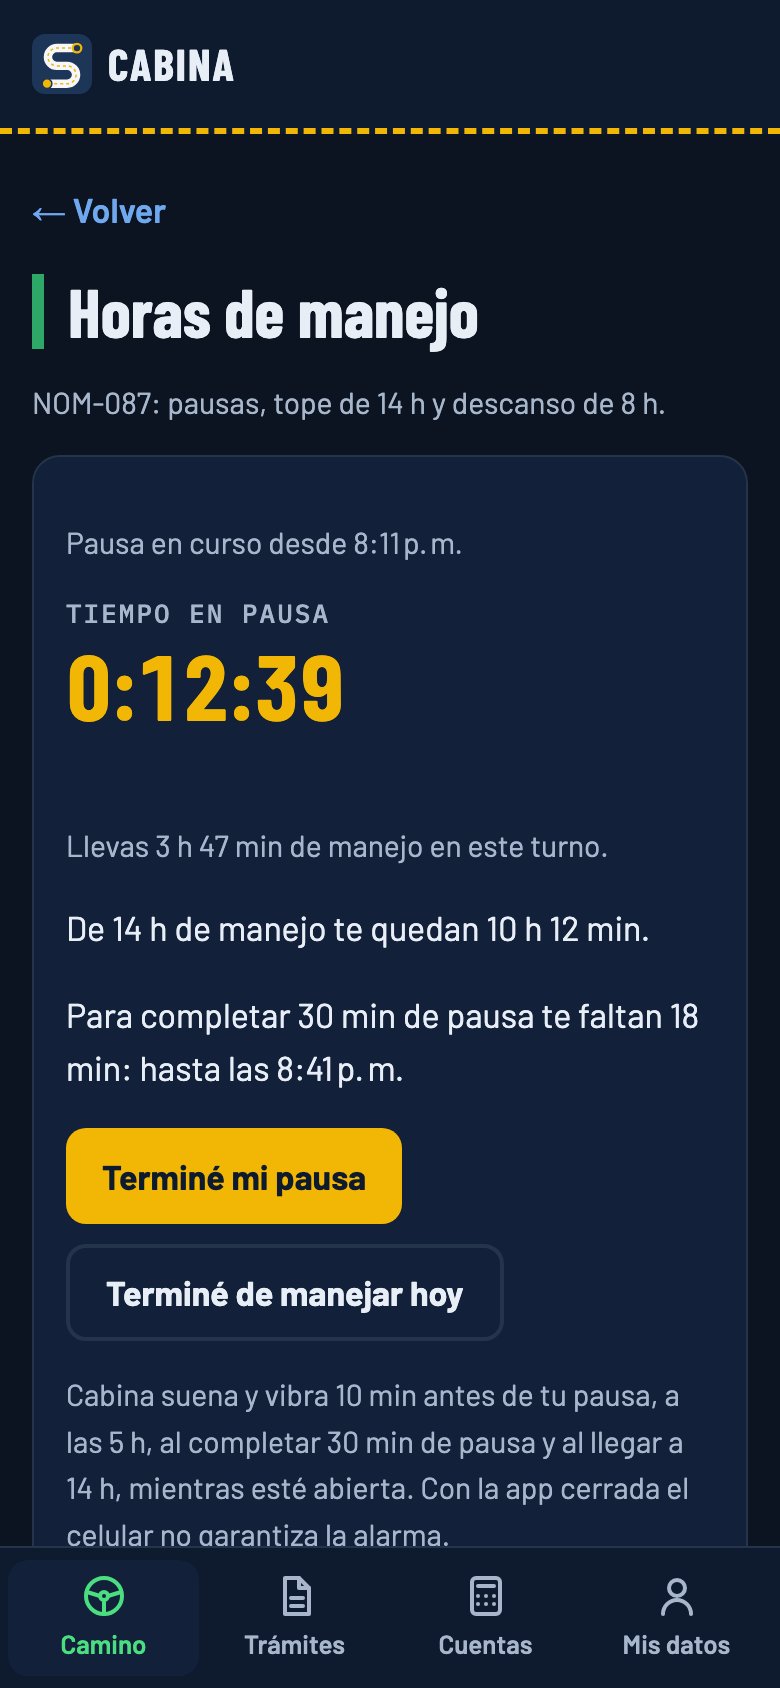 CABINA
← Volver
Horas de manejo
NOM-087: pausas, tope de 14 h y descanso de 8 h.
Pausa en curso desde 8:11 p. m.
TIEMPO EN PAUSA
0:12:39
Llevas 3 h 47 min de manejo en este turno.
De 14 h de manejo te quedan 10 h 12 min.
Para completar 30 min de pausa te faltan 18
min: hasta las 8:41 p. m.
Terminé mi pausa
Terminé de manejar hoy
Cabina suena y vibra 10 min antes de tu pausa, a
las 5 h, al completar 30 min de pausa y al llegar a
14 h, mientras esté abierta. Con la app cerrada el
celular no garantiza la alarma.
Camino
Trámites
Cuentas
Mis datos